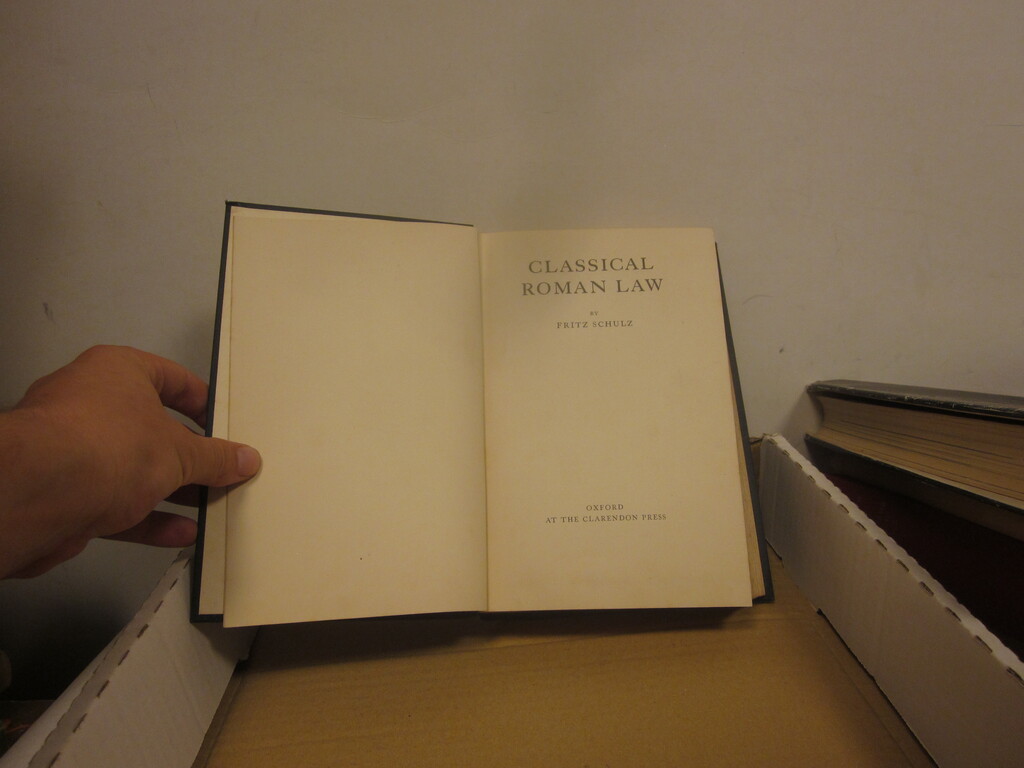 CLASSICAL
ROMAN LAW
BY
FRITZ SCHULZ
OXFORD
AT THE CLARENDON PRESS